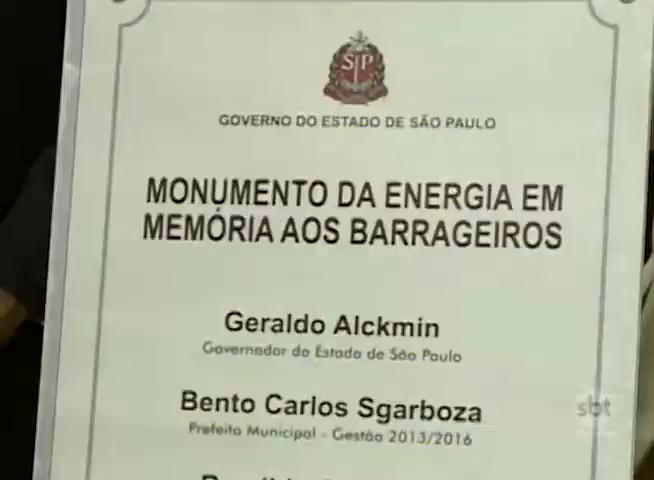 SP
GOVERNO DO ESTADO DE SÃO PAULO
MONUMENTO DA ENERGIA EM
MEMÓRIA AOS BARRAGEIROS
Geraldo Alckmin
Governador do Estado de São Paulo
Bento Carlos Sgarboza
Prefeito Municipal - Gestão 2013/2016
sbt